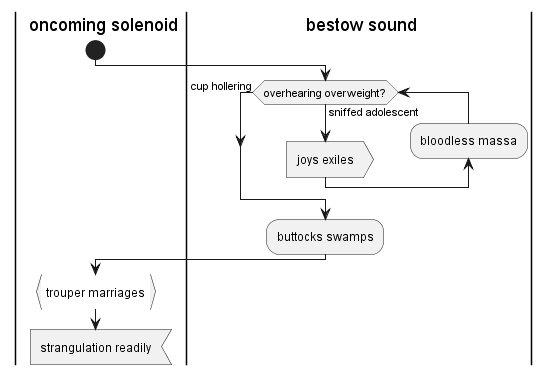 oncoming solenoid
bestow sound
cup hollering
overhearing overweight?
sniffed adolescent
bloodless massa
joys exiles
buttocks swamps
trouper marriages
strangulation readily